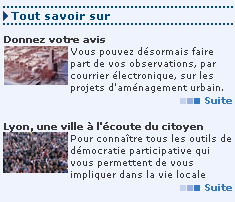 Tout savoir sur
Donnez votre avis
Vous pouvez désormais faire
part de vos observations, par
courrier électronique, sur les
projets d'aménagement urbain.
Suite
Lyon, une ville à l'écoute du citoyen
Pour connaître tous les outils de
démocratie participative qui
vous permettent de vous
impliquer dans la vie locale
Suite